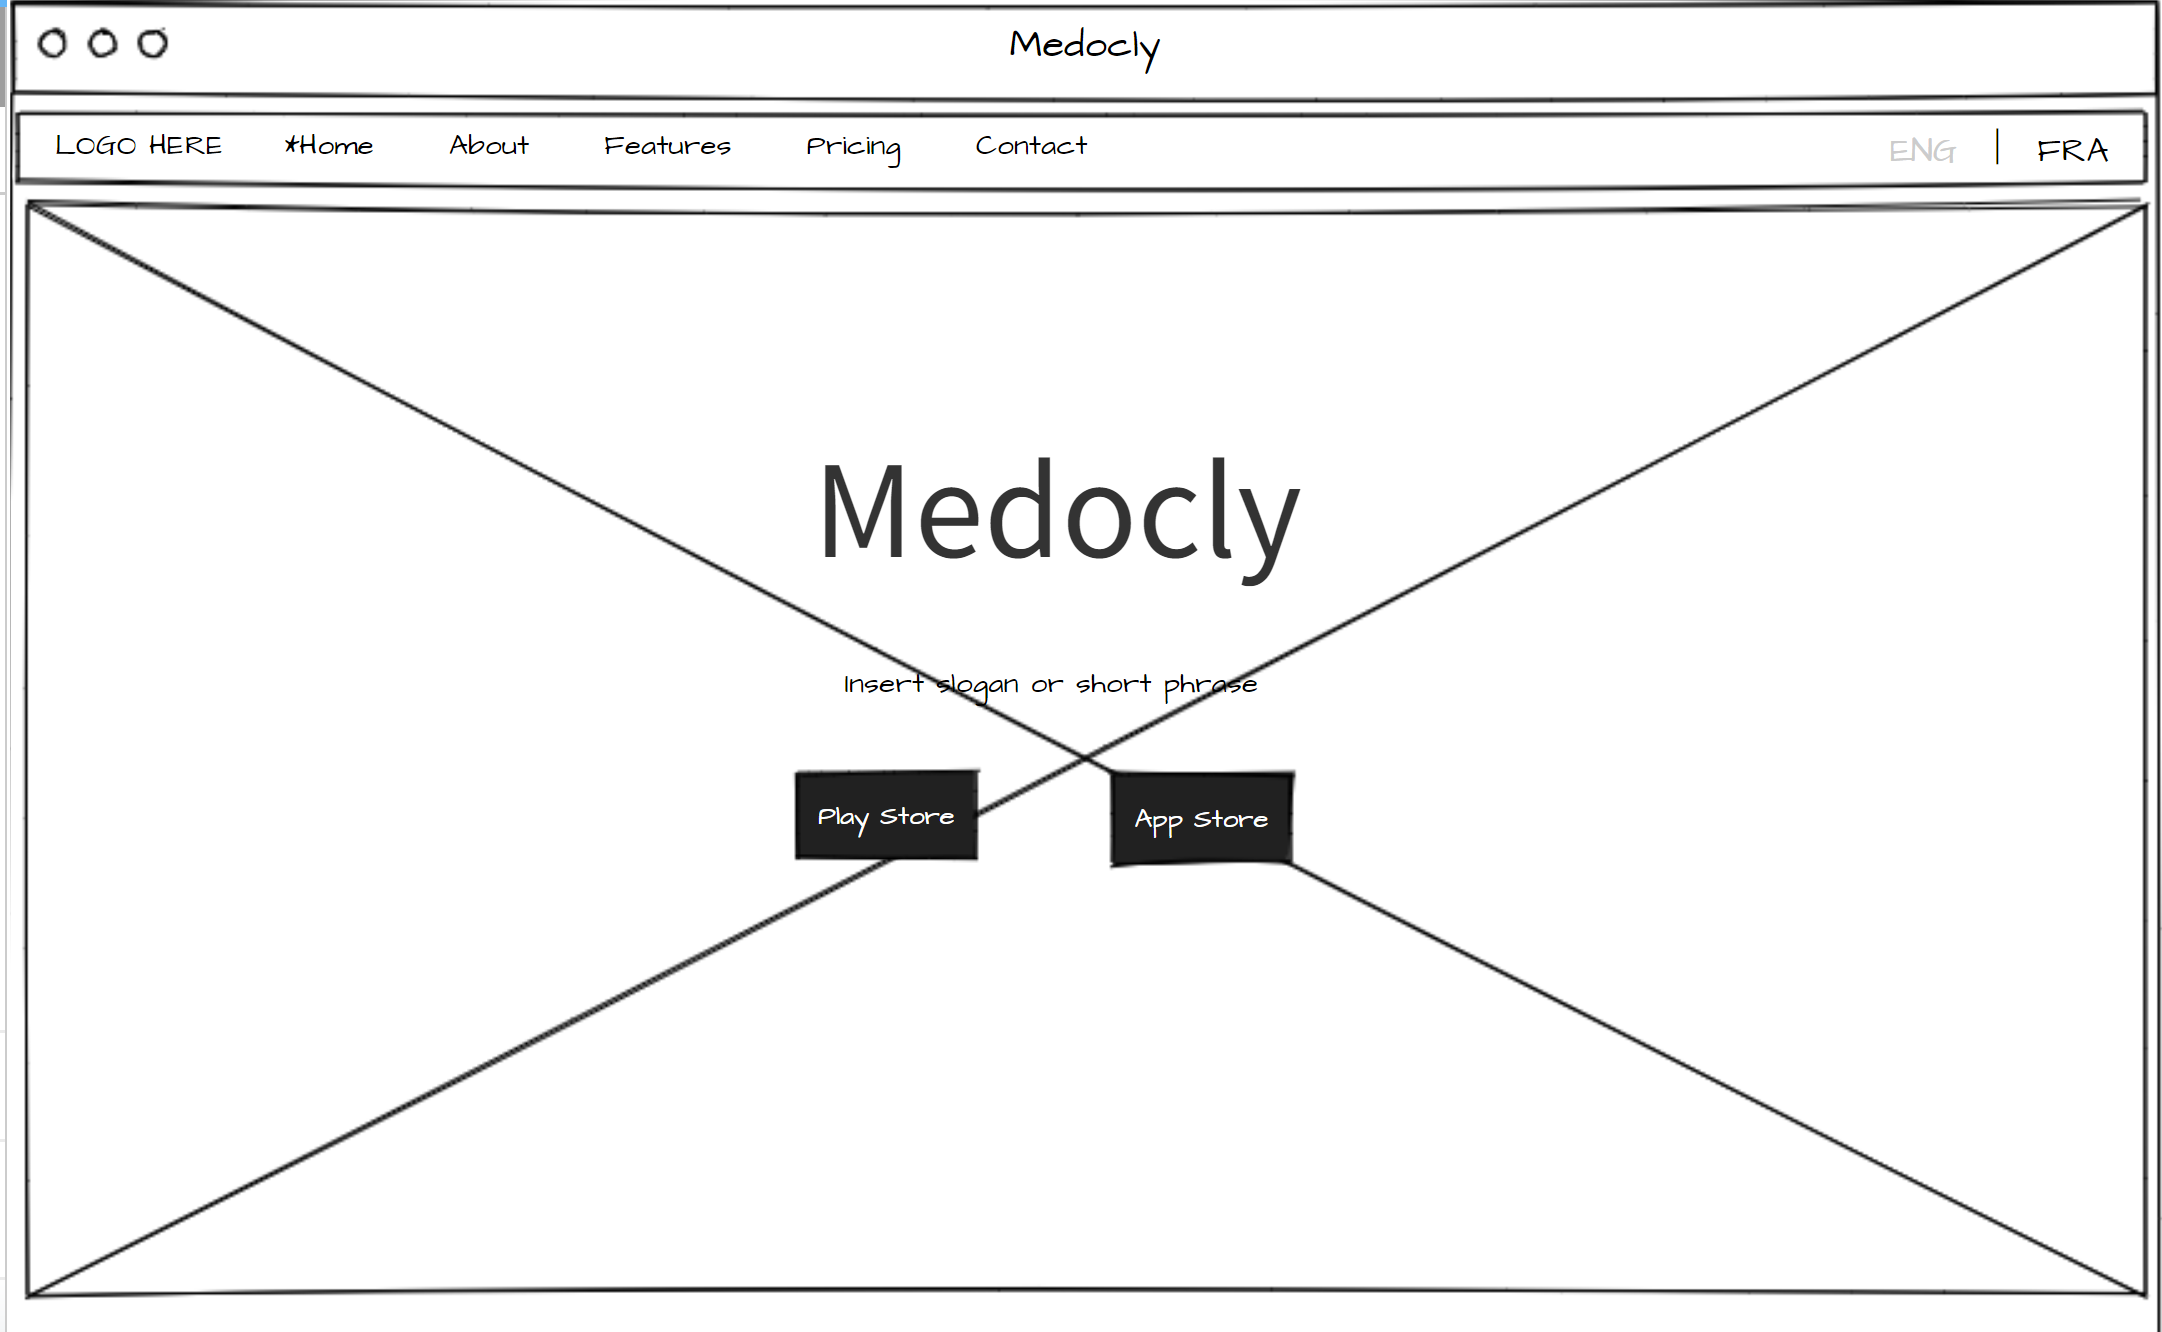 Medocly
LOGO HERE *Home About Features Pricing Contact ENG | FRA
Medocly
Insert slogan or short phrase
Play Store App Store